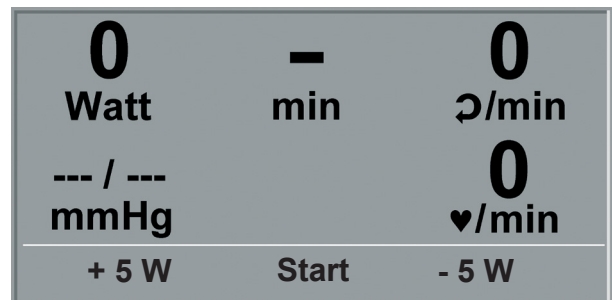 0 – 0
Watt min ⊃/min
--- / --- 0
mmHg ♥/min
+ 5 W Start - 5 W